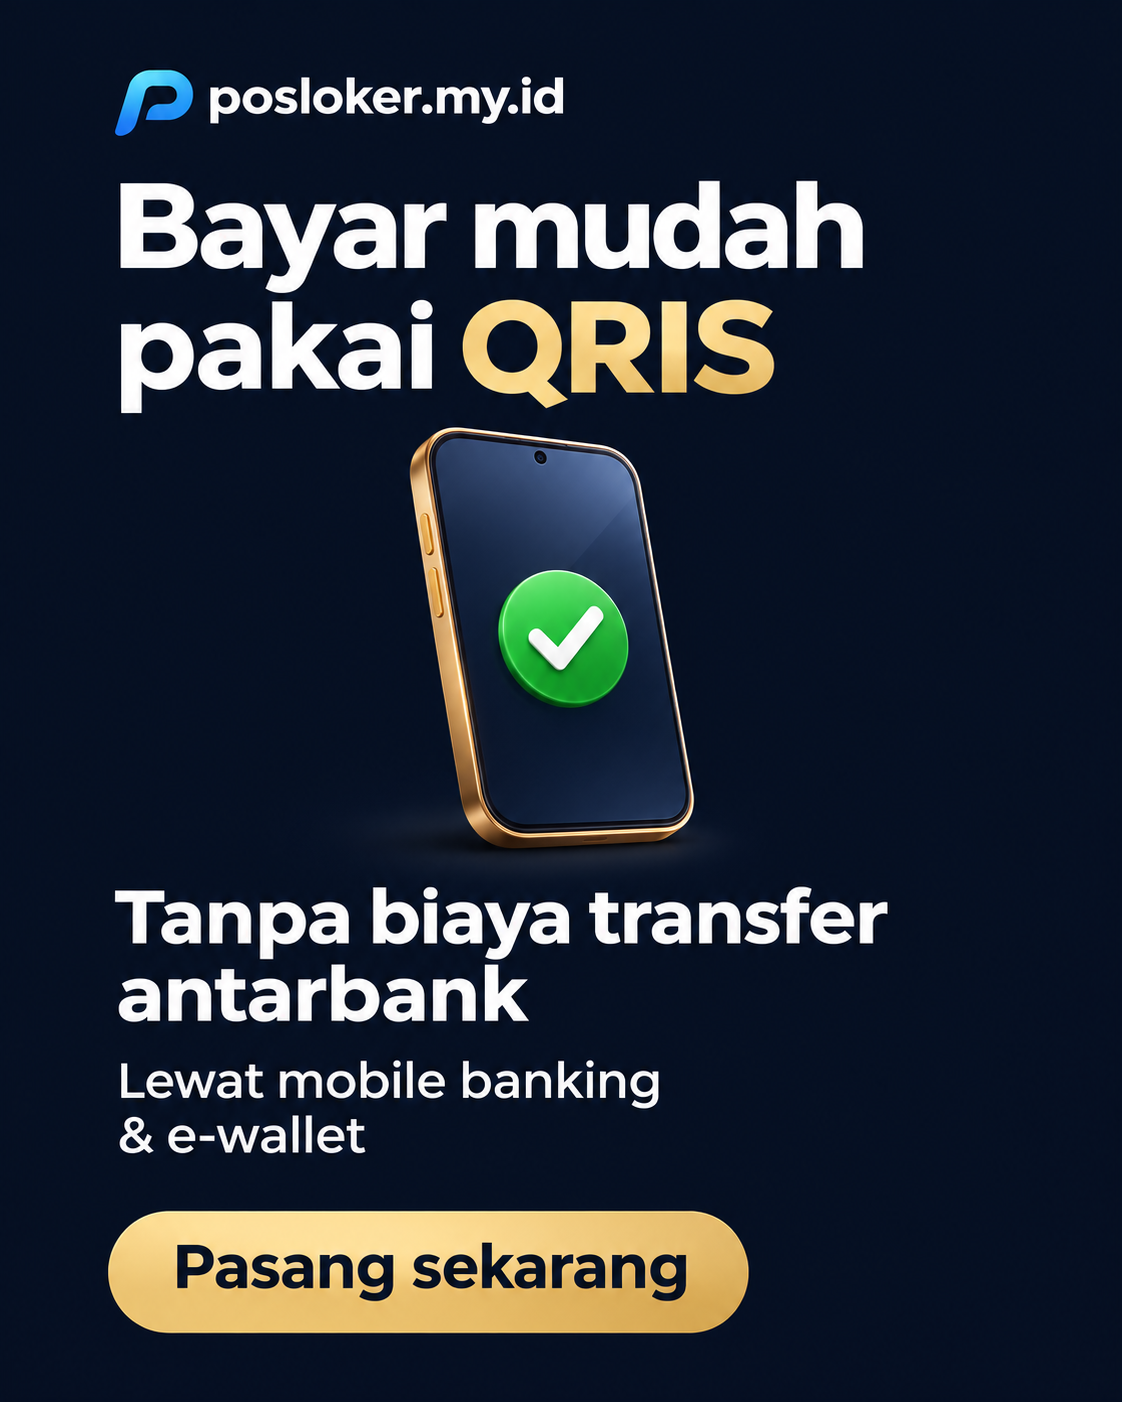 posloker.my.id
Bayar mudah
pakai QRIS
Tanpa biaya transfer
antarbank
Lewat mobile banking
& e-wallet
Pasang sekarang